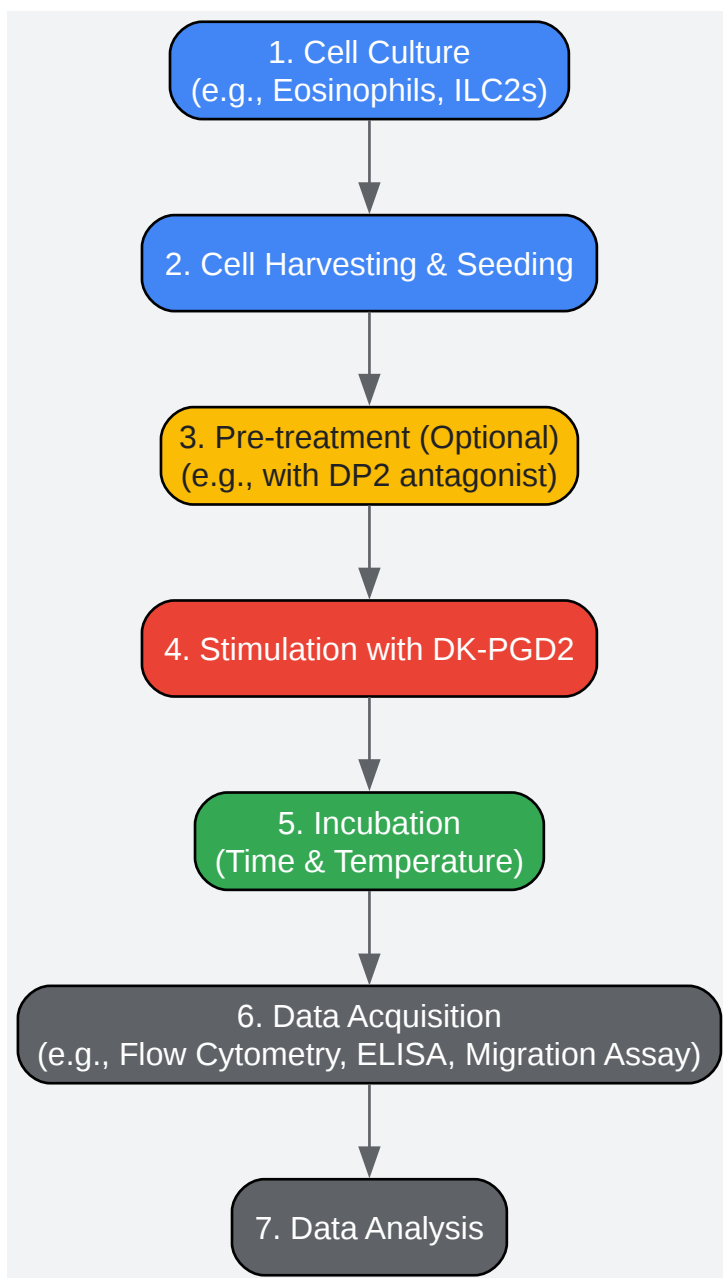 1. Cell Culture
(e.g., Eosinophils, ILC2s)
2. Cell Harvesting & Seeding
3. Pre-treatment (Optional)
(e.g., with DP2 antagonist)
4. Stimulation with DK-PGD2
5. Incubation
(Time & Temperature)
6. Data Acquisition
(e.g., Flow Cytometry, ELISA, Migration Assay)
7. Data Analysis